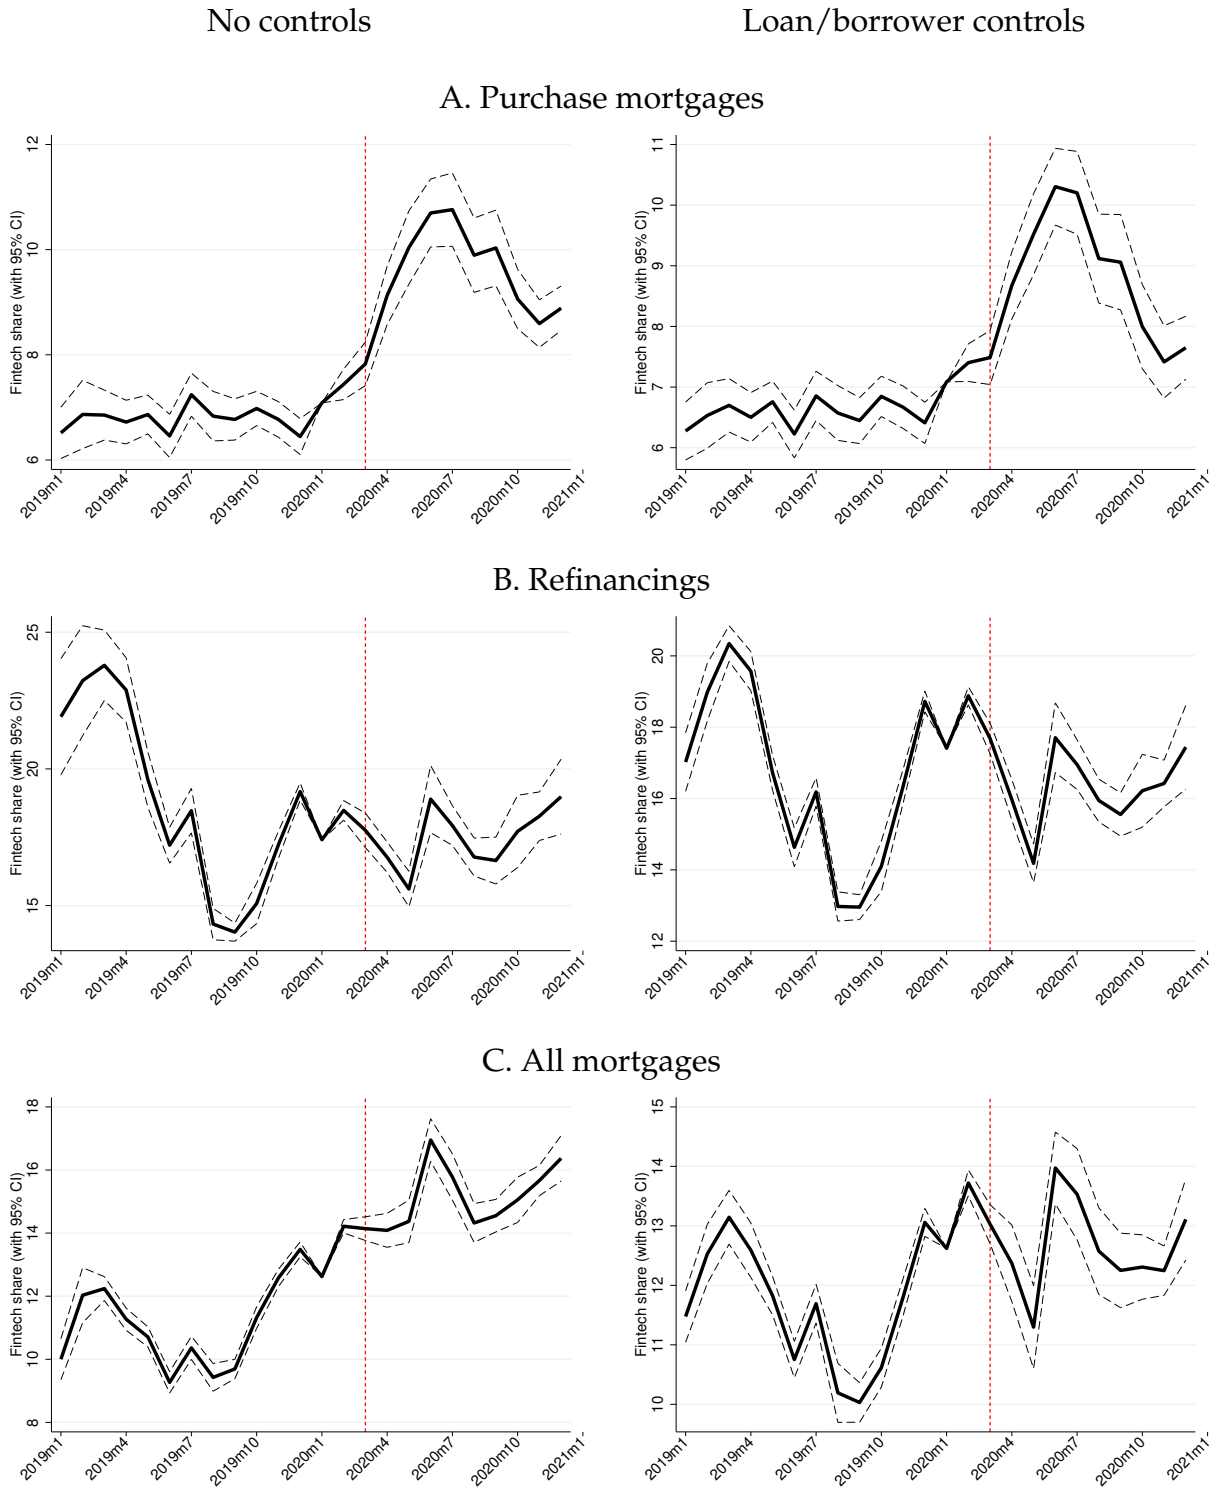 No controls
Loan/borrower controls
A. Purchase mortgages
Fintech share (with 95% CI)
12
10
8
6
2019m1
2019m4
2019m7
2019m10
2020m1
2020m4
2020m7
2020m10
2021m1
Fintech share (with 95% CI)
11
10
9
8
7
6
2019m1
2019m4
2019m7
2019m10
2020m1
2020m4
2020m7
2020m10
2021m1
B. Refinancings
Fintech share (with 95% CI)
25
20
15
2019m1
2019m4
2019m7
2019m10
2020m1
2020m4
2020m7
2020m10
2021m1
Fintech share (with 95% CI)
20
18
16
14
12
2019m1
2019m4
2019m7
2019m10
2020m1
2020m4
2020m7
2020m10
2021m1
C. All mortgages
Fintech share (with 95% CI)
18
16
14
12
10
8
2019m1
2019m4
2019m7
2019m10
2020m1
2020m4
2020m7
2020m10
2021m1
Fintech share (with 95% CI)
15
14
13
12
11
10
2019m1
2019m4
2019m7
2019m10
2020m1
2020m4
2020m7
2020m10
2021m1